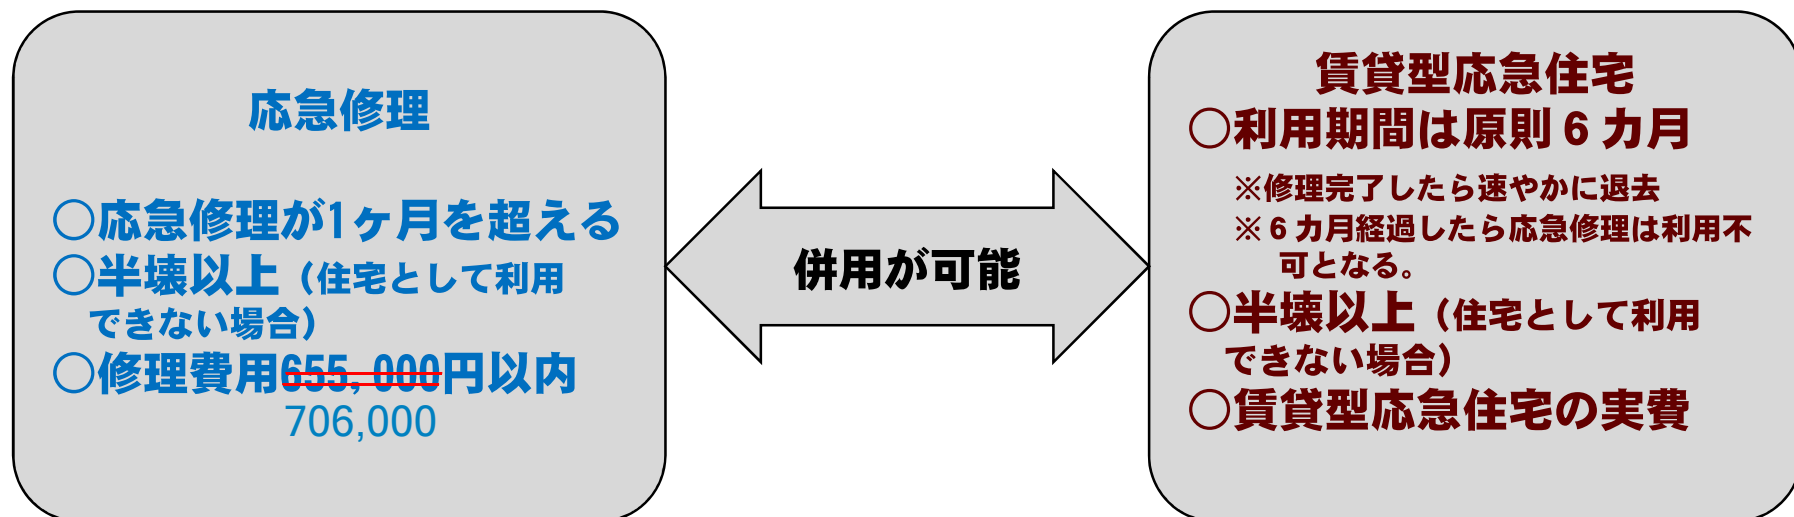 応急修理
○応急修理が1ヶ月を超える
○半壊以上（住宅として利用
できない場合）
○修理費用655,000円以内
706,000
併用が可能
賃貸型応急住宅
○利用期間は原則６カ月
※修理完了したら速やかに退去
※６カ月経過したら応急修理は利用不
可となる。
○半壊以上（住宅として利用
できない場合）
○賃貸型応急住宅の実費